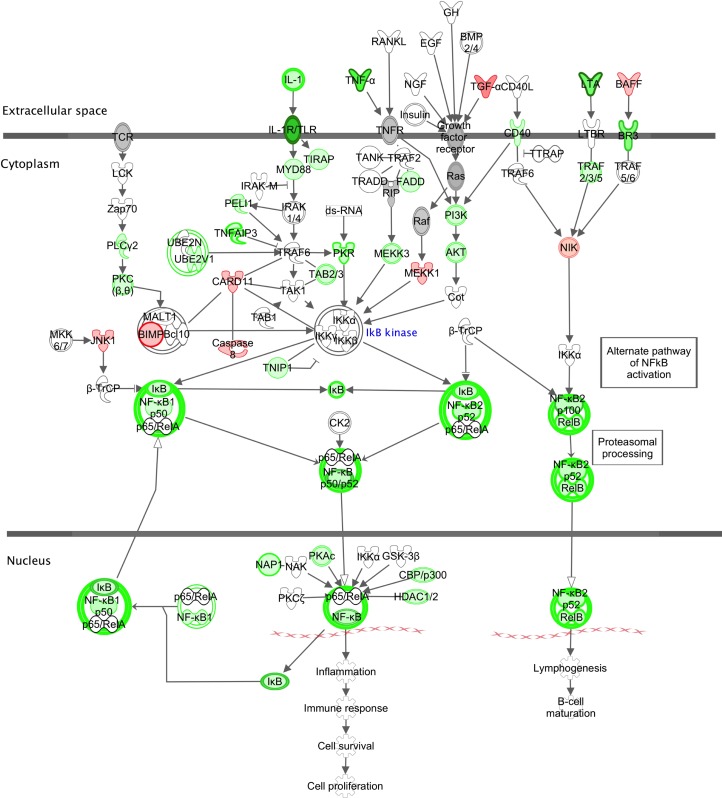 GH
RANKL
EGF
BMP
2/4
IL-1
TNF-α
NGF
TGF-α
CD40L
LTA
BAFF
Insulin
Extracellular space
TCR
IL-1R/TLR
TNFR
Growth
factor
receptor
CD40
LTBR
BR3
Cytoplasm
LCK
MYD88
TIRAP
TANK
TRAF2
TRADD
FADD
RIP
Ras
TTRAP
TRAF6
TRAF
2/3/5
TRAF
5/6
IRAK-M
Zap70
PELI1
IRAK
1/4
ds-RNA
Raf
PI3K
TNFAIP3
PLCγ2
UBE2N
UBE2V1
TRAF6
PKR
MEKK3
AKT
NIK
PKC
(β,θ)
CARD11
TAB2/3
TAK1
MEKK1
Cot
MALT1
BIMP
Bcl10
TAB1
IKKα
IKKγ
IKKβ
IkB kinase
β-TrCP
MKK
6/7
JNK1
Caspase
8
IKKα
Alternate pathway
of NFkB
activation
TNIP1
β-TrCP
IκB
NF-κB1
p50
p65/RelA
IκB
IκB
NF-κB2
p52
p65/RelA
NF-κB2
p100
RelB
CK2
Proteasomal
processing
p65/RelA
NF-κB
p50/p52
NF-κB2
p52
RelB
Nucleus
NAP1
NAK
PKAc
IKKα
GSK-3β
CBP/p300
PKCζ
p65/RelA
HDAC1/2
NF-κB
IκB
NF-κB1
p50
p65/RelA
p65/RelA
NF-κB1
NF-κB2
p52
RelB
IκB
Inflammation
Lymphogenesis
Immune response
B-cell
maturation
Cell survival
Cell proliferation